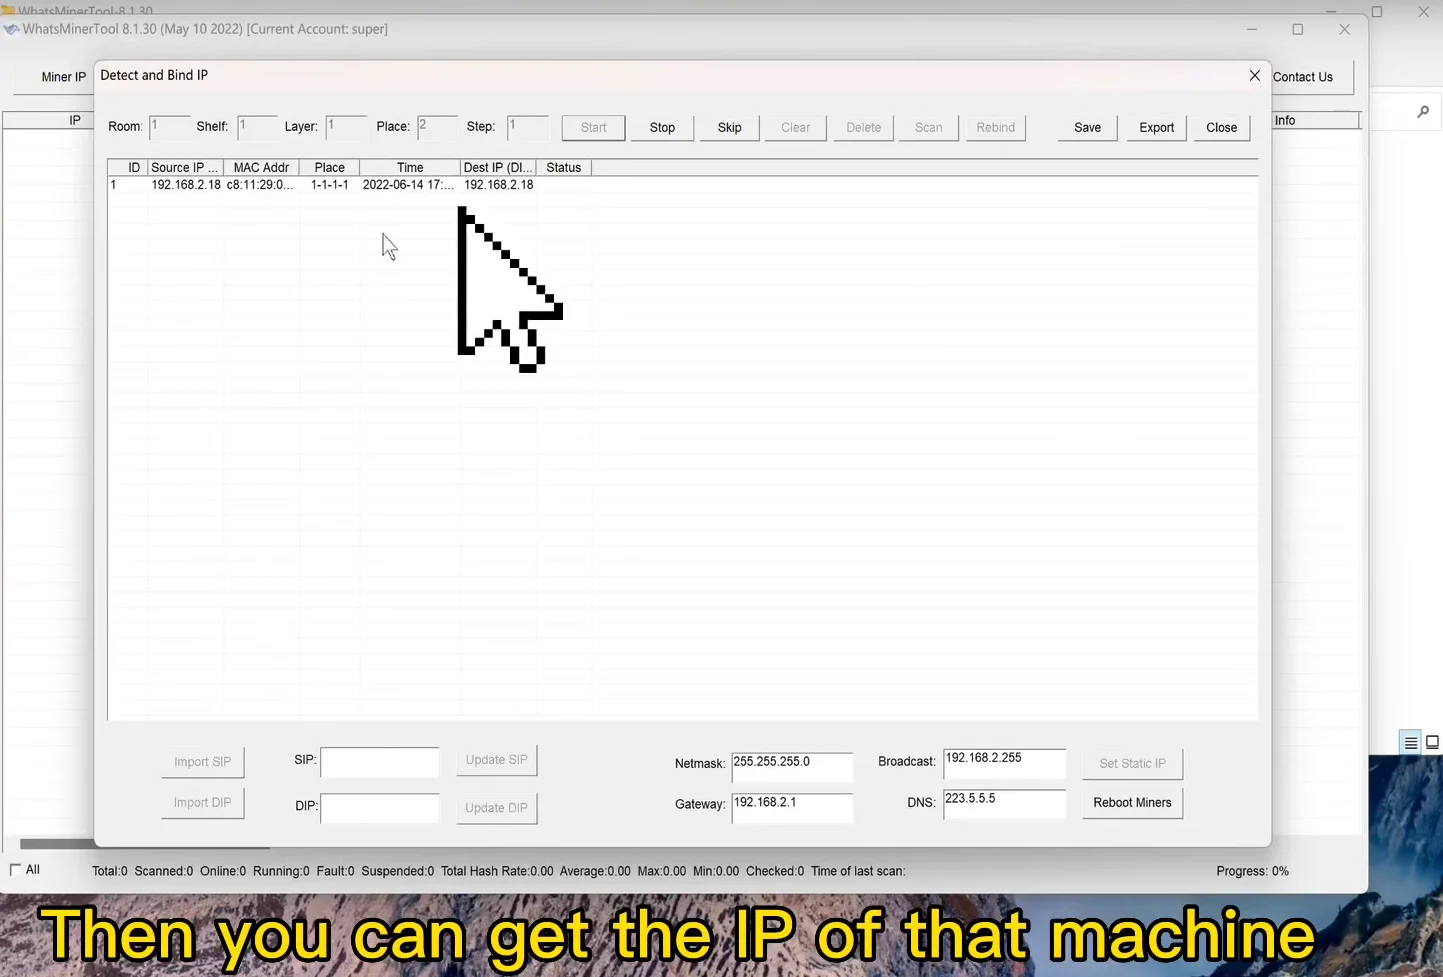 WhatsMinerTool-8.1.30
WhatsMinerTool 8.1.30 (May 10 2022) [Current Account: super]
Miner IP
Contact Us
Detect and Bind IP
Room: 1 Shelf: 1 Layer: 1 Place: 2 Step: 1 Start Stop Skip Clear Delete Scan Rebind Save Export Close
IP
Info
ID Source IP ... MAC Addr Place Time Dest IP (DI... Status
1 192.168.2.18 c8:11:29:0... 1-1-1-1 2022-06-14 17:... 192.168.2.18
Import SIP SIP: Update SIP Netmask: 255.255.255.0 Broadcast: 192.168.2.255 Set Static IP
Import DIP DIP: Update DIP Gateway: 192.168.2.1 DNS: 223.5.5.5 Reboot Miners
All Total:0 Scanned:0 Online:0 Running:0 Fault:0 Suspended:0 Total Hash Rate:0.00 Average:0.00 Max:0.00 Min:0.00 Checked:0 Time of last scan: Progress: 0%
Then you can get the IP of that machine